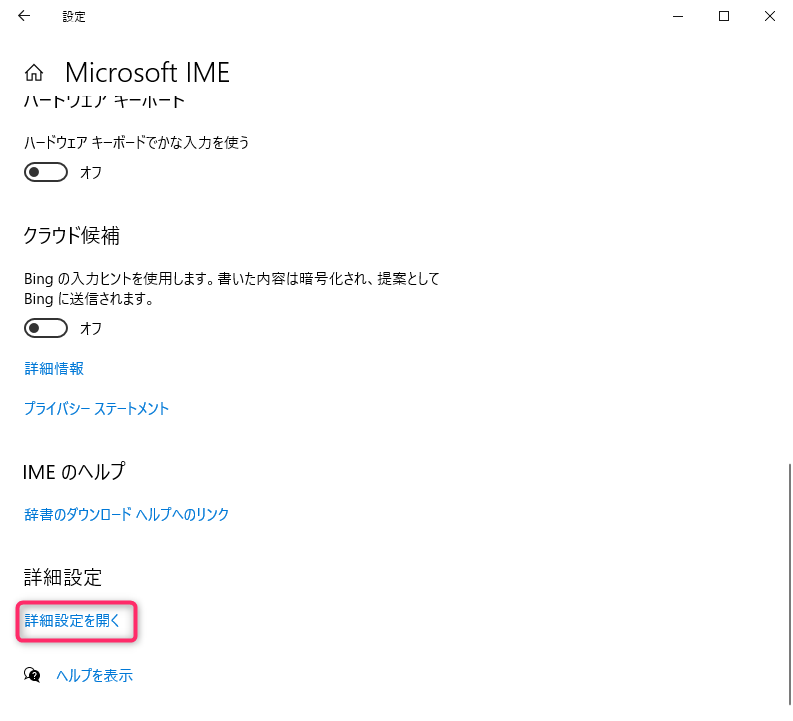 設定
Microsoft IME
ハードウェア キーボード
ハードウェア キーボードでかな入力を使う
オフ
クラウド候補
Bing の入力ヒントを使用します。書いた内容は暗号化され、提案として
Bing に送信されます。
オフ
詳細情報
プライバシー ステートメント
IME のヘルプ
辞書のダウンロード ヘルプへのリンク
詳細設定
詳細設定を開く
ヘルプを表示